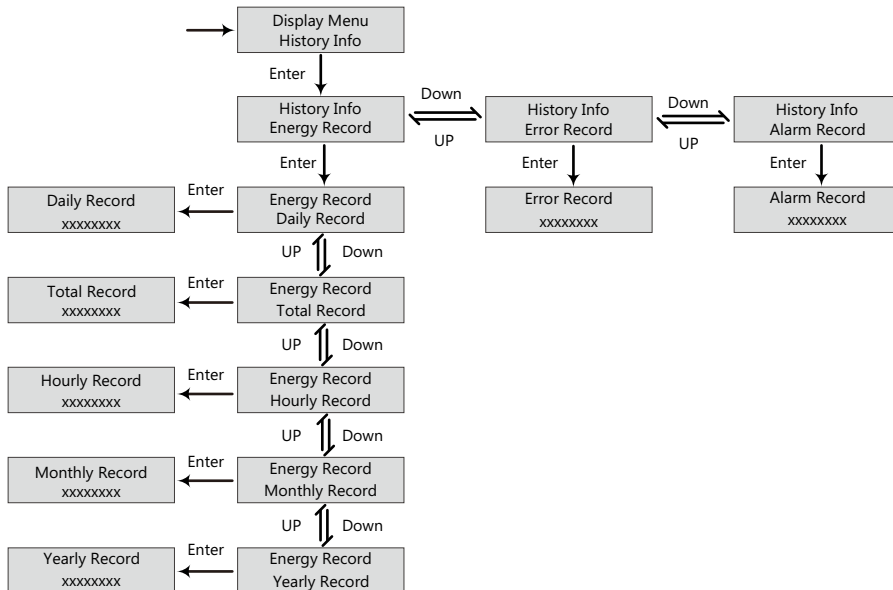 Display Menu
History Info
Enter
Down
History Info
Energy Record
History Info
Error Record
Down
History Info
Alarm Record
UP
UP
Enter
Enter
Enter
Daily Record
xxxxxxxx
Enter
Energy Record
Daily Record
Error Record
xxxxxxxx
Alarm Record
xxxxxxxx
UP
Down
Total Record
xxxxxxxx
Enter
Energy Record
Total Record
UP
Down
Hourly Record
xxxxxxxx
Enter
Energy Record
Hourly Record
UP
Down
Monthly Record
xxxxxxxx
Enter
Energy Record
Monthly Record
UP
Down
Yearly Record
xxxxxxxx
Enter
Energy Record
Yearly Record